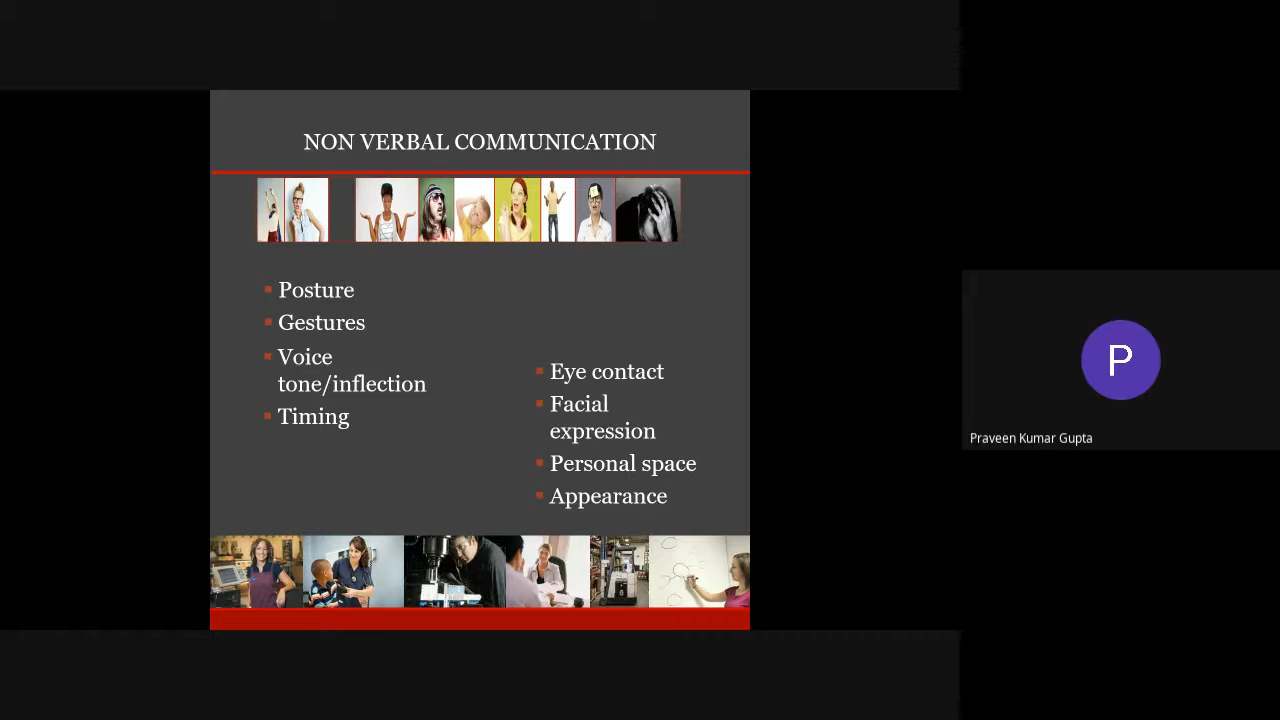 NON VERBAL COMMUNICATION
Posture
Gestures
Voice
tone/inflection
Timing
Eye contact
Facial
expression
Personal space
Appearance
P
Praveen Kumar Gupta